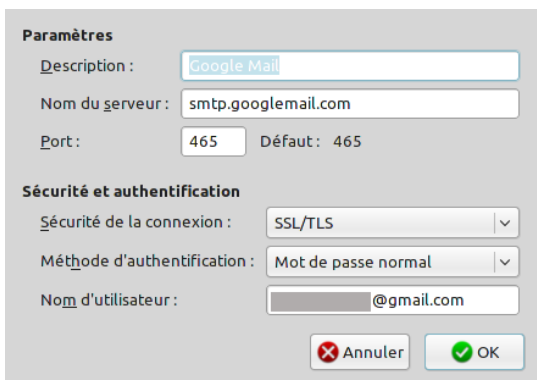 Paramètres
Description : Google Mail
Nom du serveur : smtp.googlemail.com
Port : 465 Défaut : 465
Sécurité et authentification
Sécurité de la connexion : SSL/TLS
Méthode d'authentification : Mot de passe normal
Nom d'utilisateur : @gmail.com
Annuler OK